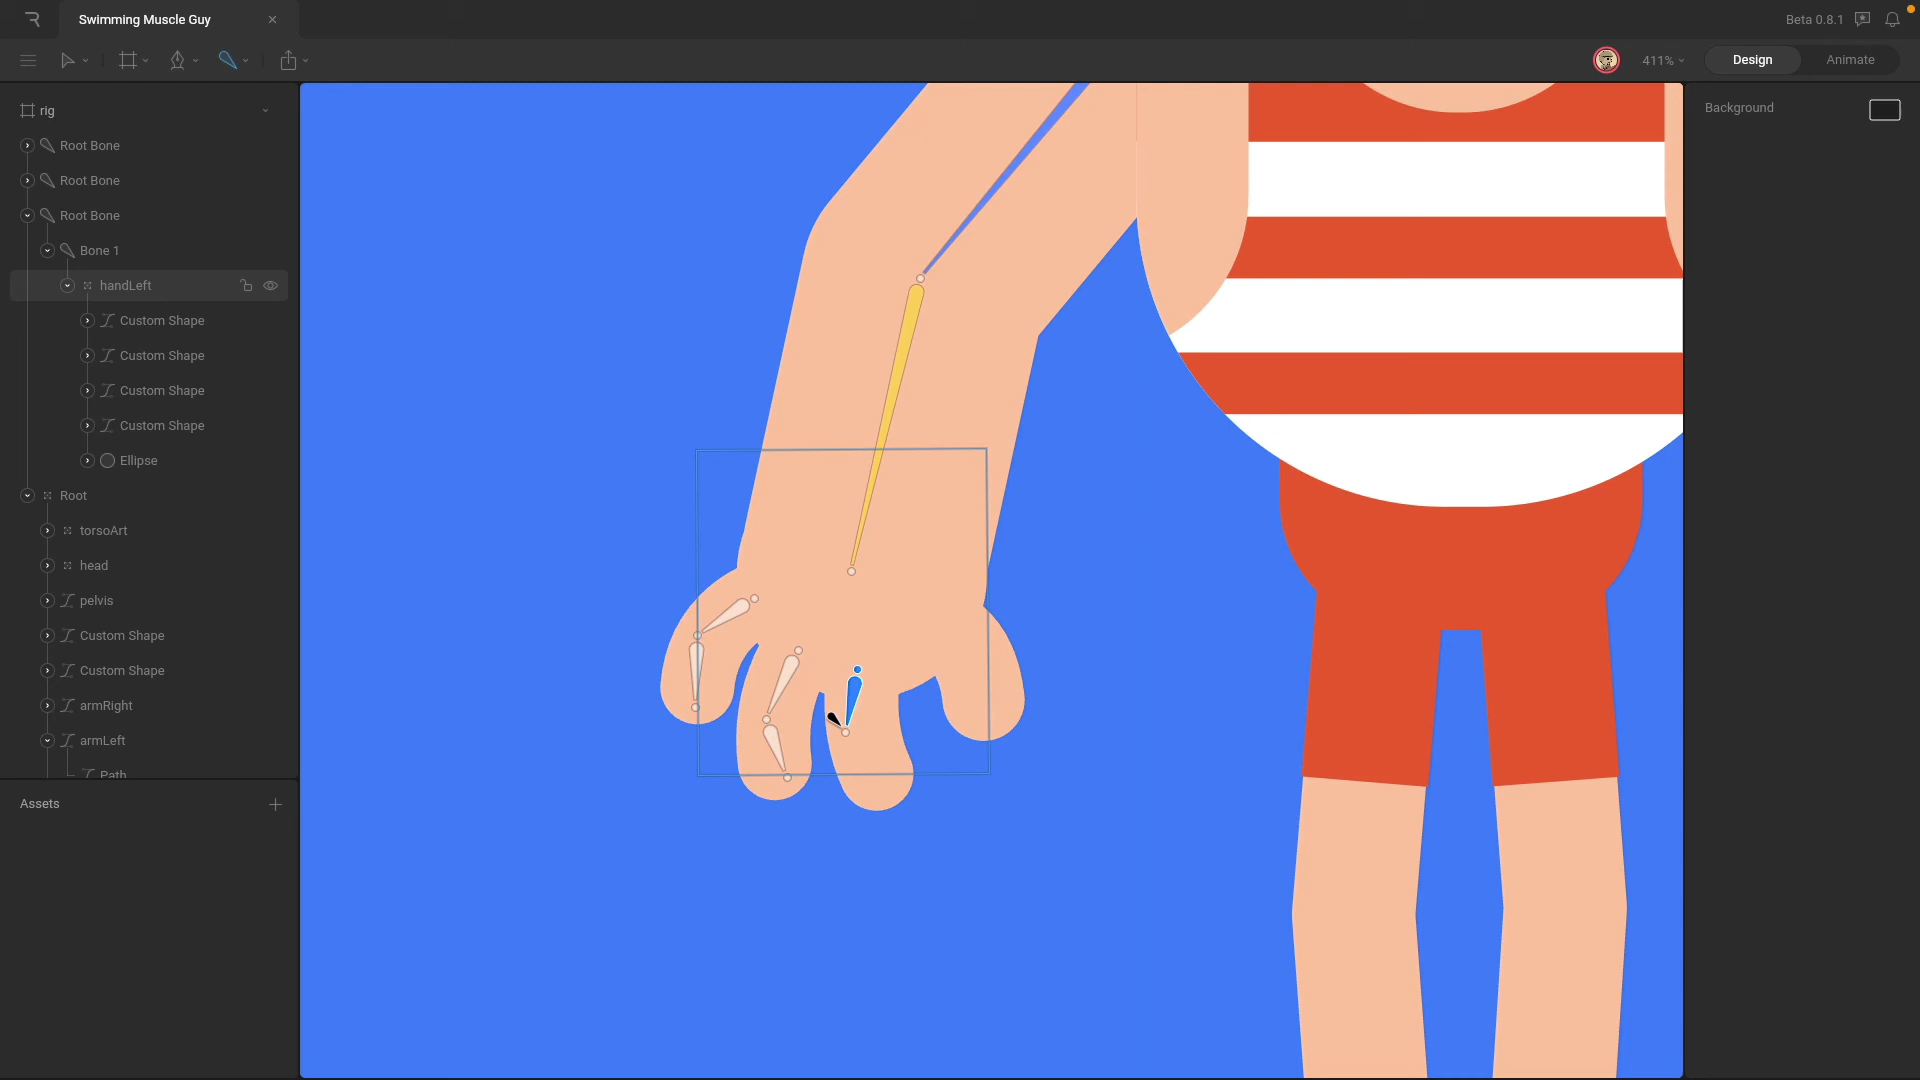 Swimming Muscle Guy
Beta 0.8.1
411%
Design
Animate
rig
Background
Root Bone
Root Bone
Root Bone
Bone 1
handLeft
Custom Shape
Custom Shape
Custom Shape
Custom Shape
Ellipse
Root
torsoArt
head
pelvis
Custom Shape
Custom Shape
armRight
armLeft
Path
Assets